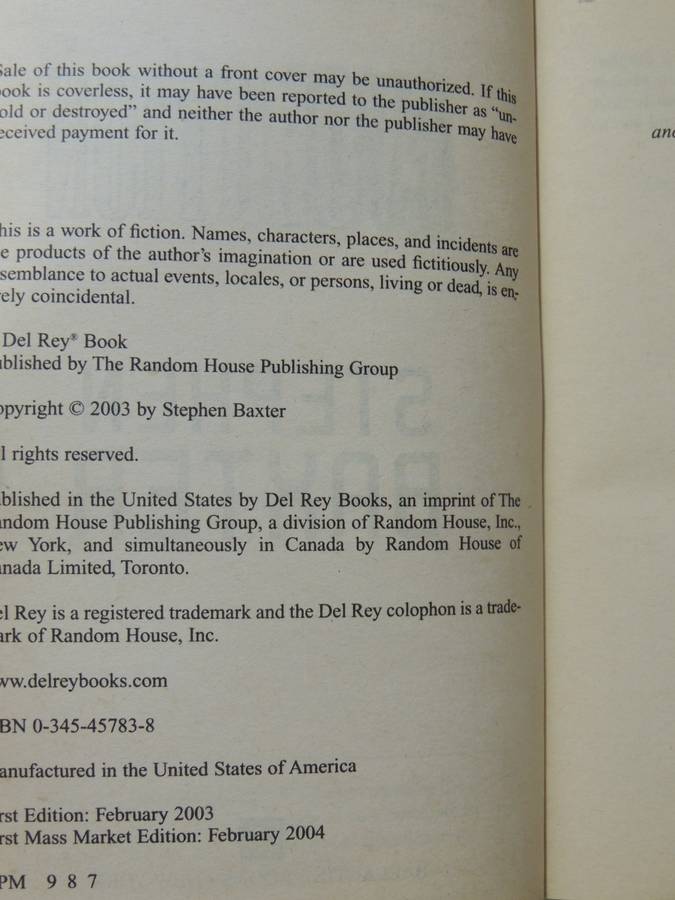 Sale of this book without a front cover may be unauthorized. If this
book is coverless, it may have been reported to the publisher as “un-
old or destroyed” and neither the author nor the publisher may have
eceived payment for it.
his is a work of fiction. Names, characters, places, and incidents are
e products of the author’s imagination or are used fictitiously. Any
semblance to actual events, locales, or persons, living or dead, is en-
rely coincidental.
Del Rey® Book
ublished by The Random House Publishing Group
opyright © 2003 by Stephen Baxter
l rights reserved.
ublished in the United States by Del Rey Books, an imprint of The
andom House Publishing Group, a division of Random House, Inc.,
ew York, and simultaneously in Canada by Random House of
anada Limited, Toronto.
el Rey is a registered trademark and the Del Rey colophon is a trade-
ark of Random House, Inc.
ww.delreybooks.com
BN 0-345-45783-8
anufactured in the United States of America
rst Edition: February 2003
rst Mass Market Edition: February 2004
PM 9 8 7
and